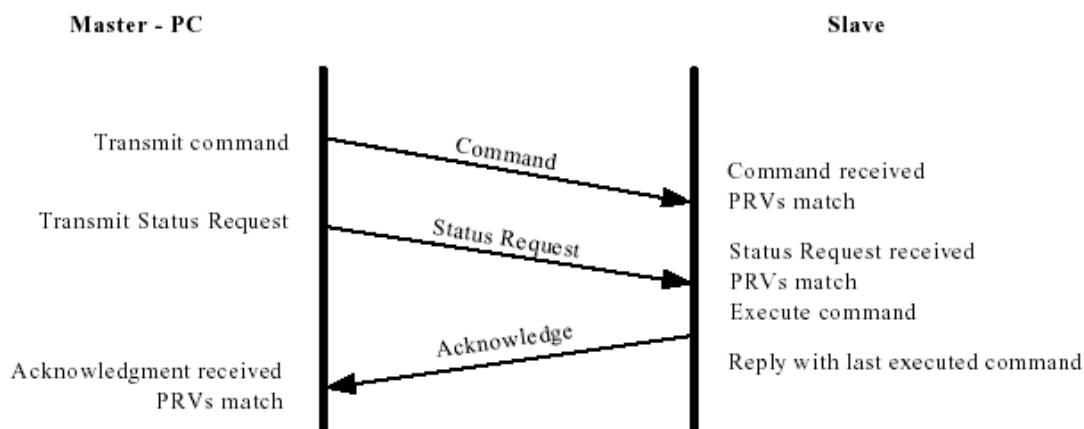 Master - PC
Slave
Transmit command
Command
Command received
PRVs match
Transmit Status Request
Status Request
Status Request received
PRVs match
Execute command
Acknowledge
Reply with last executed command
Acknowledgment received
PRVs match